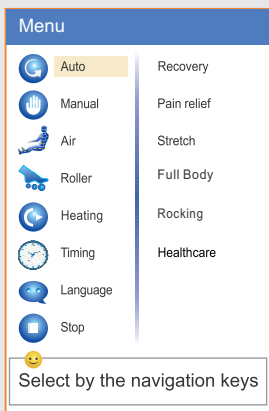 Menu
Auto
Recovery
Manual
Pain relief
Air
Stretch
Roller
Full Body
Heating
Rocking
Timing
Healthcare
Language
Stop
Select by the navigation keys